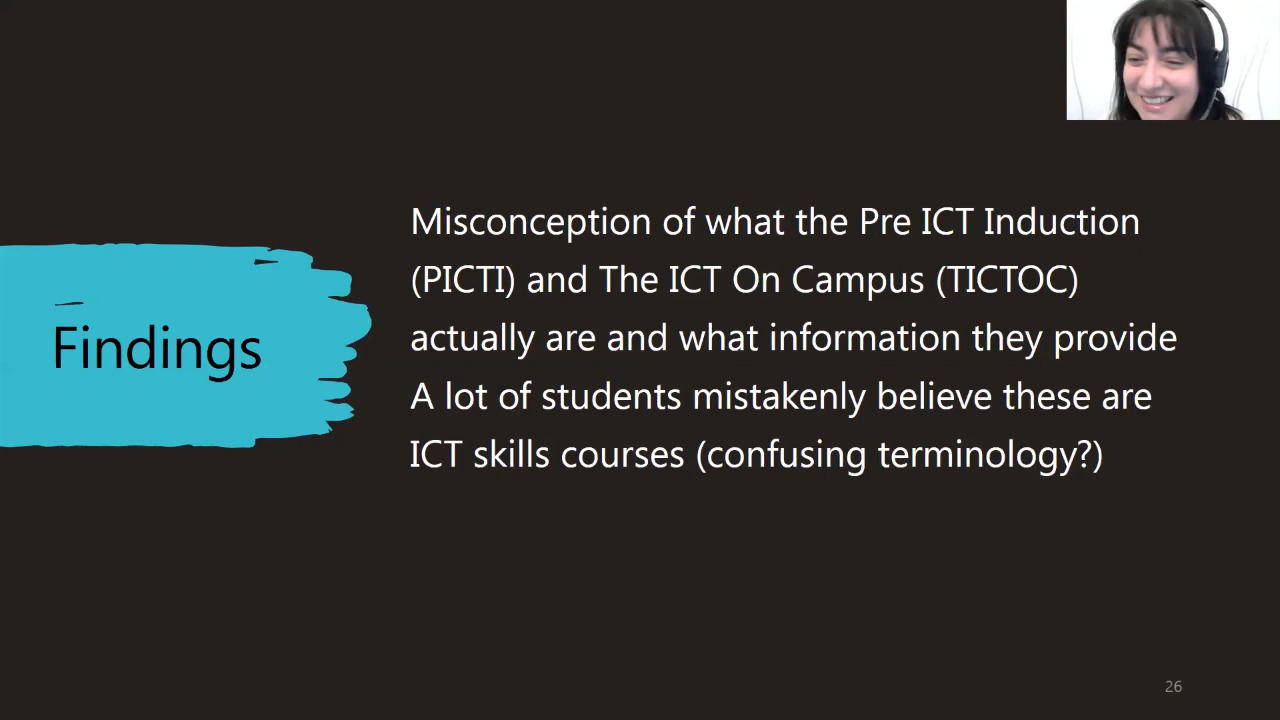 Findings
Misconception of what the Pre ICT Induction
(PICTI) and The ICT On Campus (TICTOC)
actually are and what information they provide
A lot of students mistakenly believe these are
ICT skills courses (confusing terminology?)
26